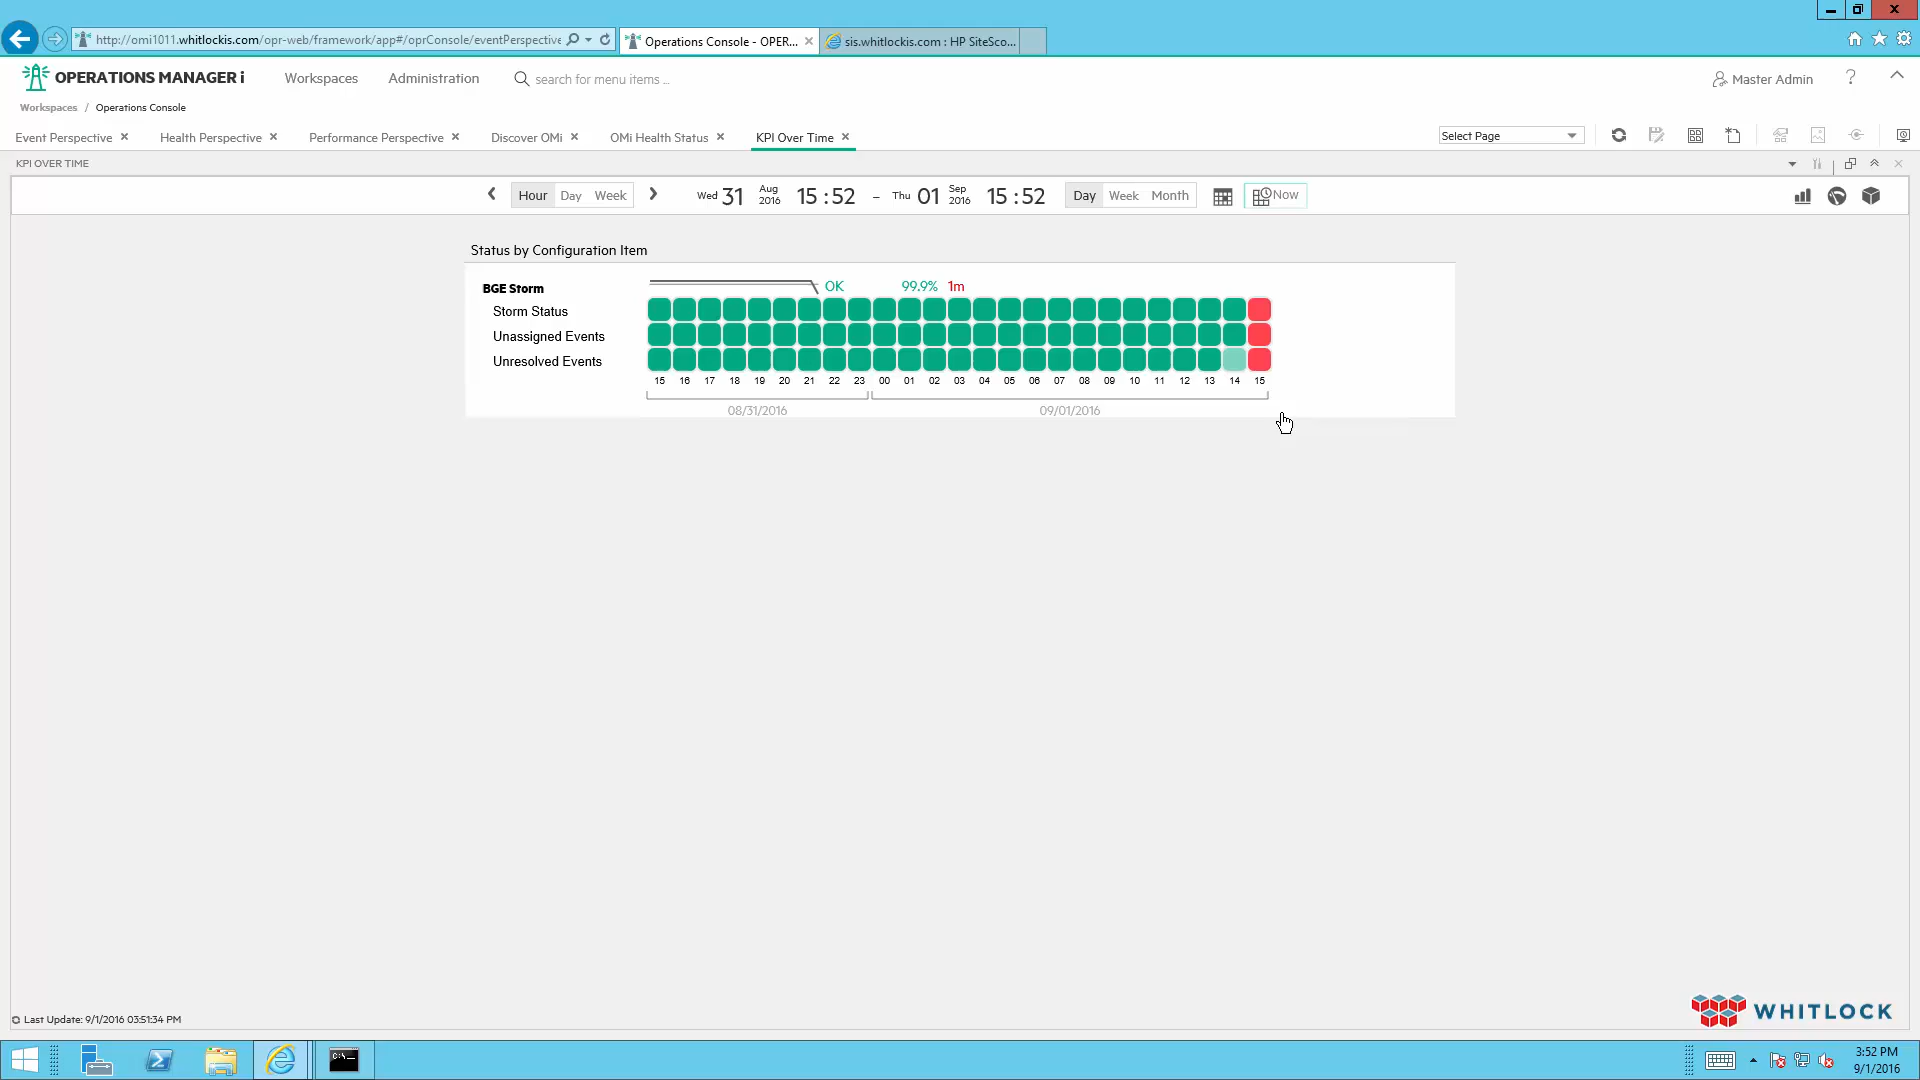 http://omi1011.whitlockis.com/opr-web/framework/app#/oprConsole/eventPerspective
Operations Console - OPER...
sis.whitlockis.com : HP SiteSco...
OPERATIONS MANAGER i
Workspaces
Administration
search for menu items ...
Master Admin
?
Workspaces / Operations Console
Event Perspective
Health Perspective
Performance Perspective
Discover OMi
OMi Health Status
KPI Over Time
Select Page
KPI OVER TIME
Hour Day Week
Wed 31 Aug 2016 15 : 52 – Thu 01 Sep 2016 15 : 52
Day Week Month
Now
Status by Configuration Item
BGE Storm
OK 99.9% 1m
Storm Status
Unassigned Events
Unresolved Events
15 16 17 18 19 20 21 22 23 00 01 02 03 04 05 06 07 08 09 10 11 12 13 14 15
08/31/2016 09/01/2016
WHITLOCK
Last Update: 9/1/2016 03:51:34 PM
C:\.
3:52 PM
9/1/2016